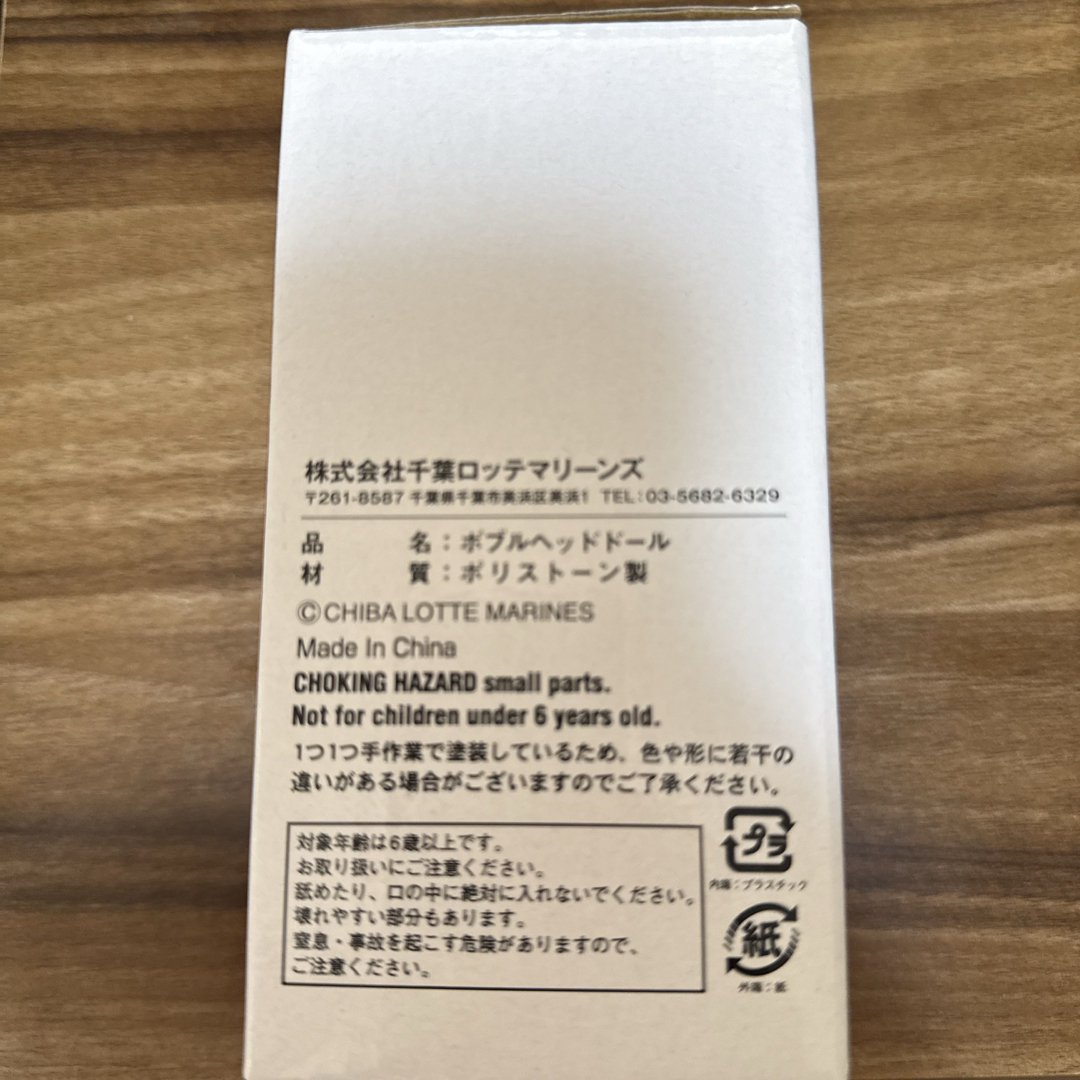 株式会社千葉ロッテマリーンズ
〒261-8587 千葉県千葉市美浜区美浜1 TEL:03-5682-6329
品 名：ボブルヘッドドール
材 質：ポリストーン製
©CHIBA LOTTE MARINES
Made In China
CHOKING HAZARD small parts.
Not for children under 6 years old.
1つ1つ手作業で塗装しているため、色や形に若干の
違いがある場合がございますのでご了承ください。
対象年齢は6歳以上です。
お取り扱いにご注意ください。
舐めたり、口の中に絶対に入れないでください。
壊れやすい部分もあります。
窒息・事故を起こす危険がありますので、
ご注意ください。
プラ
内箱：プラスチック
紙
外箱：紙